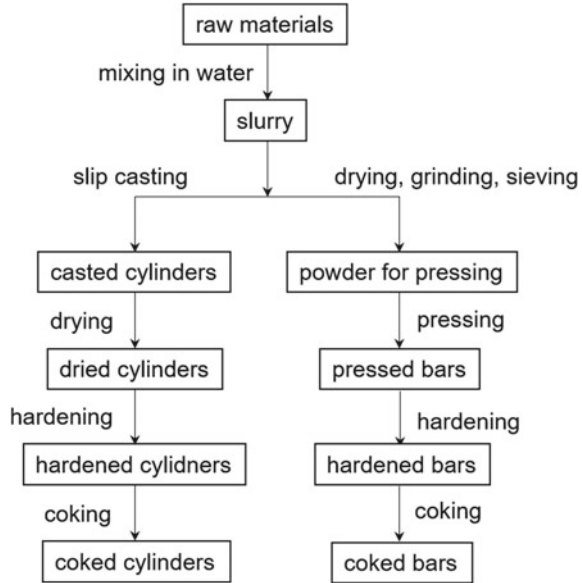 raw materials
mixing in water
slurry
slip casting
drying, grinding, sieving
casted cylinders
powder for pressing
drying
pressing
dried cylinders
pressed bars
hardening
hardening
hardened cylidners
hardened bars
coking
coking
coked cylinders
coked bars